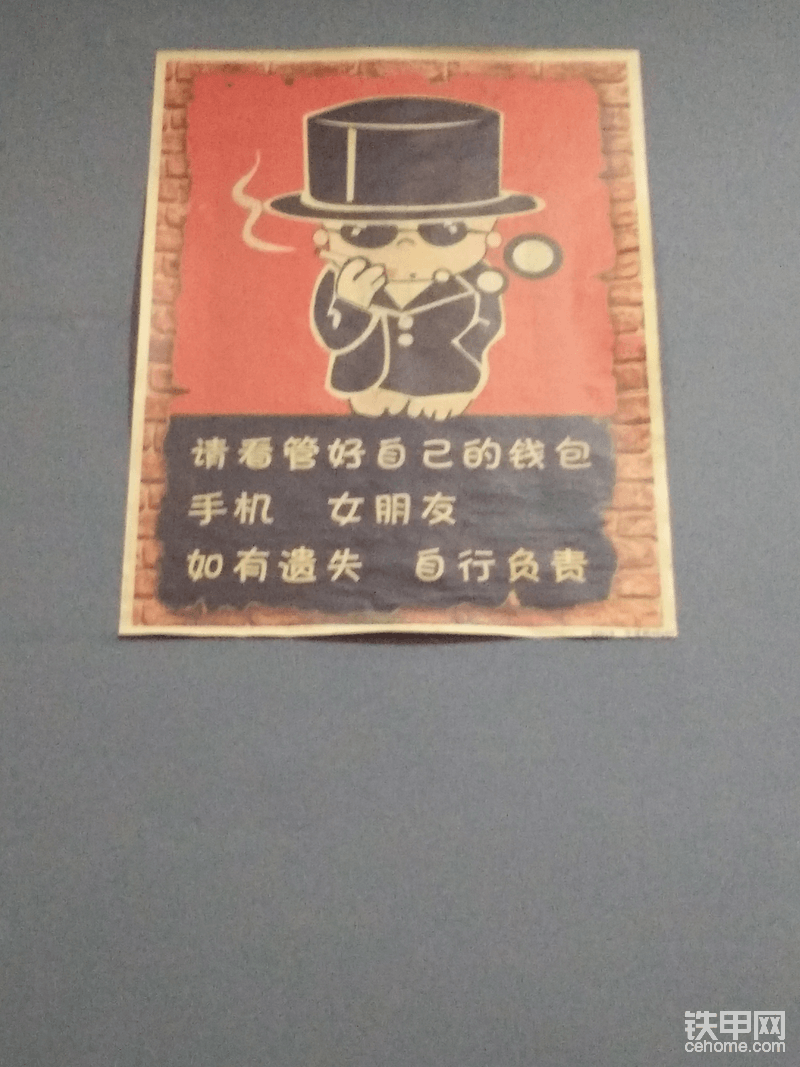 请看管好自己的钱包
手机 女朋友
如有遗失 自行负责
铁甲网
cehome.com